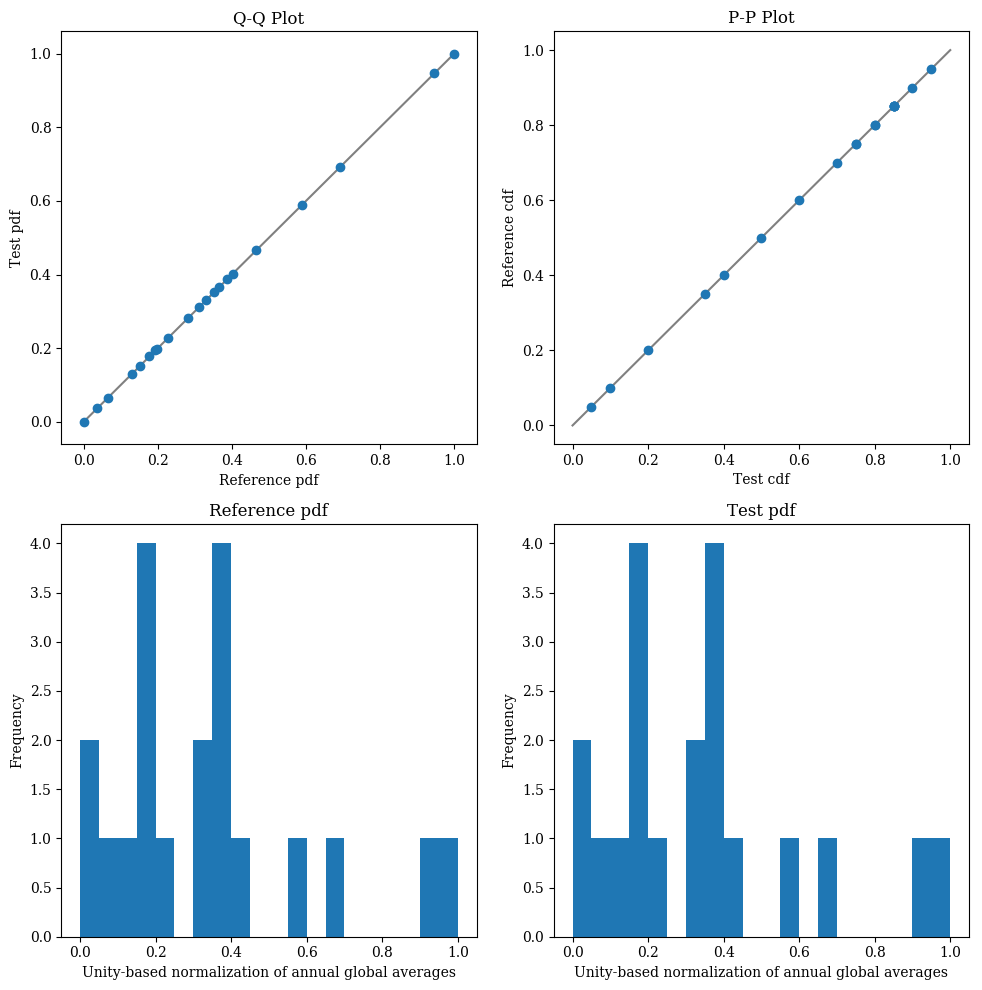 Q-Q Plot
1.0
0.8
0.6
0.4
0.2
0.0
Test pdf
0.0 0.2 0.4 0.6 0.8 1.0
Reference pdf
P-P Plot
1.0
0.8
0.6
0.4
0.2
0.0
Reference cdf
0.0 0.2 0.4 0.6 0.8 1.0
Test cdf
Reference pdf
4.0
3.5
3.0
2.5
2.0
1.5
1.0
0.5
0.0
Frequency
0.0 0.2 0.4 0.6 0.8 1.0
Unity-based normalization of annual global averages
Test pdf
4.0
3.5
3.0
2.5
2.0
1.5
1.0
0.5
0.0
Frequency
0.0 0.2 0.4 0.6 0.8 1.0
Unity-based normalization of annual global averages